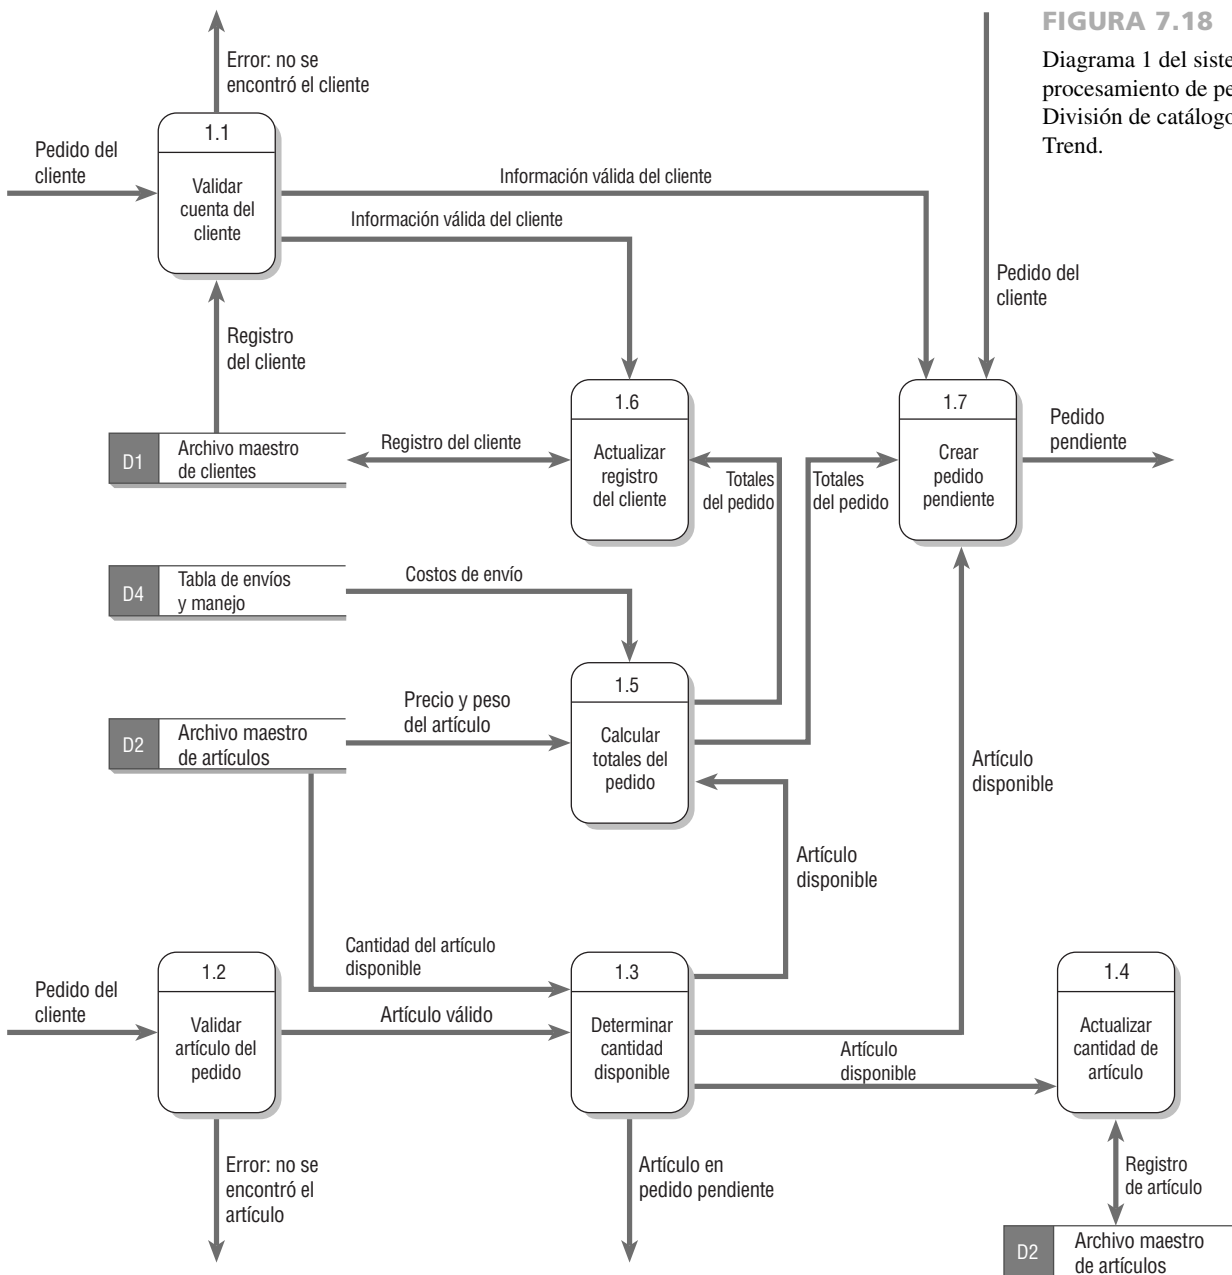 FIGURA 7.18
Diagrama 1 del siste
procesamiento de pe
División de catálogo
Trend.
Error: no se
encontró el cliente
1.1
Validar
cuenta del
cliente
Pedido del
cliente
Información válida del cliente
Información válida del cliente
Pedido del
cliente
Registro
del cliente
D1
Archivo maestro
de clientes
Registro del cliente
1.6
Actualizar
registro
del cliente
Totales
del pedido
Totales
del pedido
1.7
Crear
pedido
pendiente
Pedido
pendiente
D4
Tabla de envíos
y manejo
Costos de envío
1.5
Calcular
totales del
pedido
D2
Archivo maestro
de artículos
Precio y peso
del artículo
Artículo
disponible
Artículo
disponible
Cantidad del artículo
disponible
Pedido del
cliente
1.2
Validar
artículo del
pedido
Artículo válido
1.3
Determinar
cantidad
disponible
Artículo
disponible
1.4
Actualizar
cantidad de
artículo
Error: no se
encontró el
artículo
Artículo en
pedido pendiente
Registro
de artículo
D2
Archivo maestro
de artículos